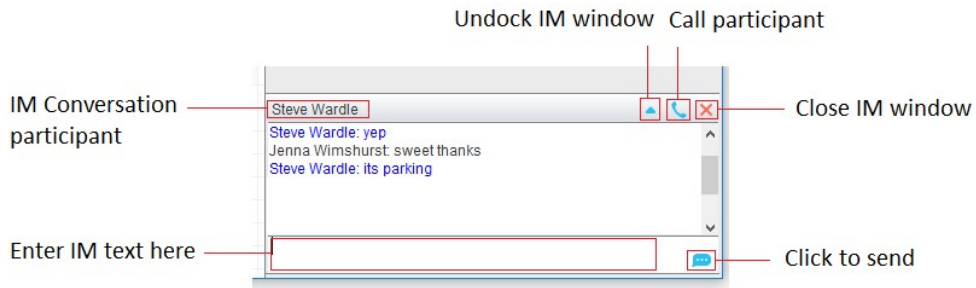 Undock IM window Call participant
IM Conversation
participant
Steve Wardle
Close IM window
Steve Wardle: yep
Jenna Wimshurst: sweet thanks
Steve Wardle: its parking
Enter IM text here
Click to send